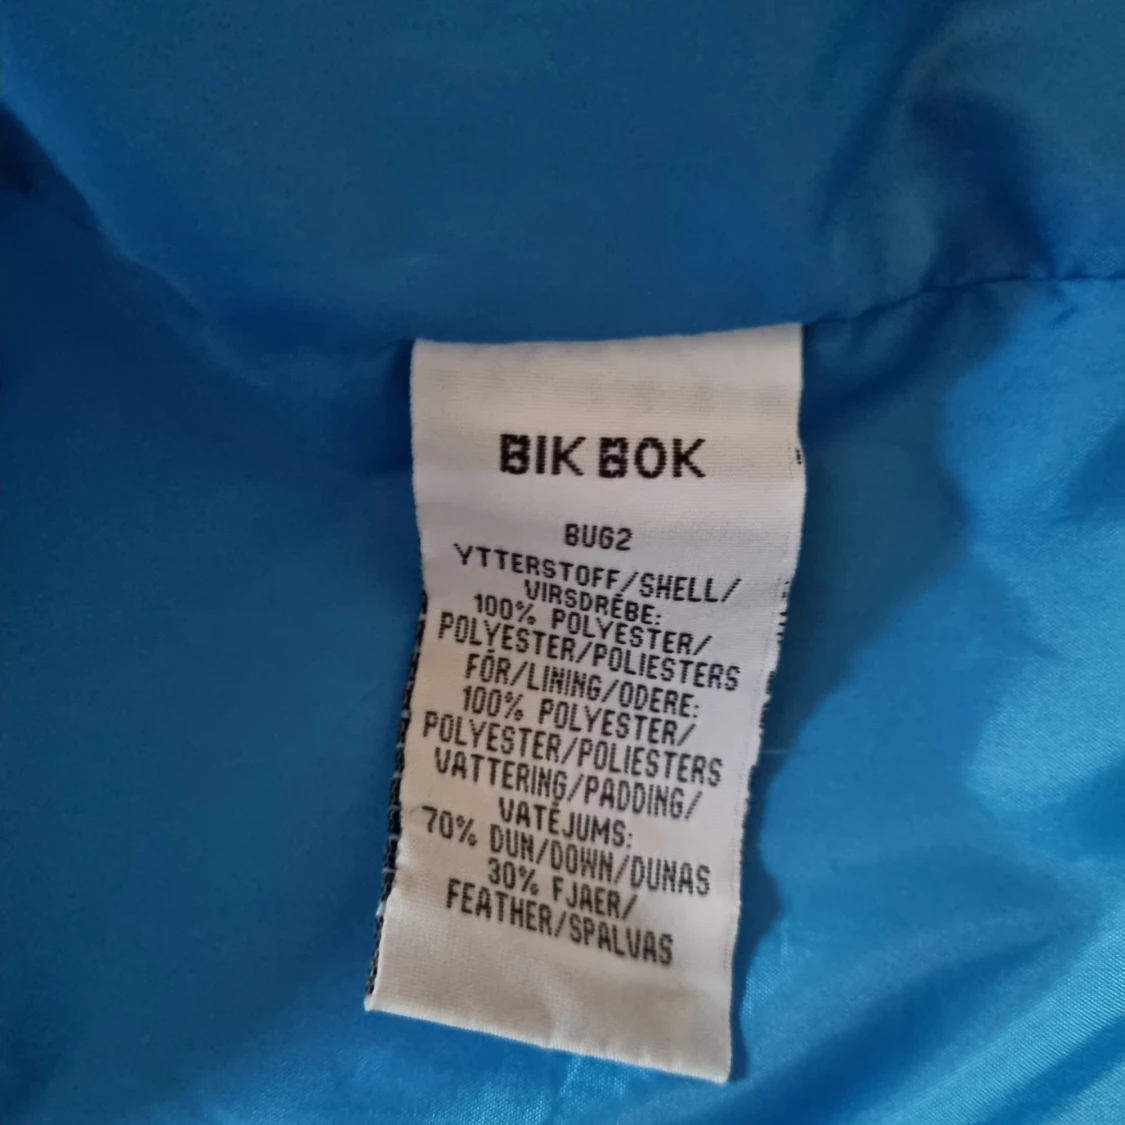 BIK BOK
BUG2
YTTERSTOFF/SHELL/
VIRSDRĒBE:
100% POLYESTER/
POLYESTER/POLIESTERS
FÔR/LINING/ODERE:
100% POLYESTER/
POLYESTER/POLIESTERS
VATTERING/PADDING/
VATĒJUMS:
70% DUN/DOWN/DUNAS
30% FJAER/
FEATHER/SPALVAS